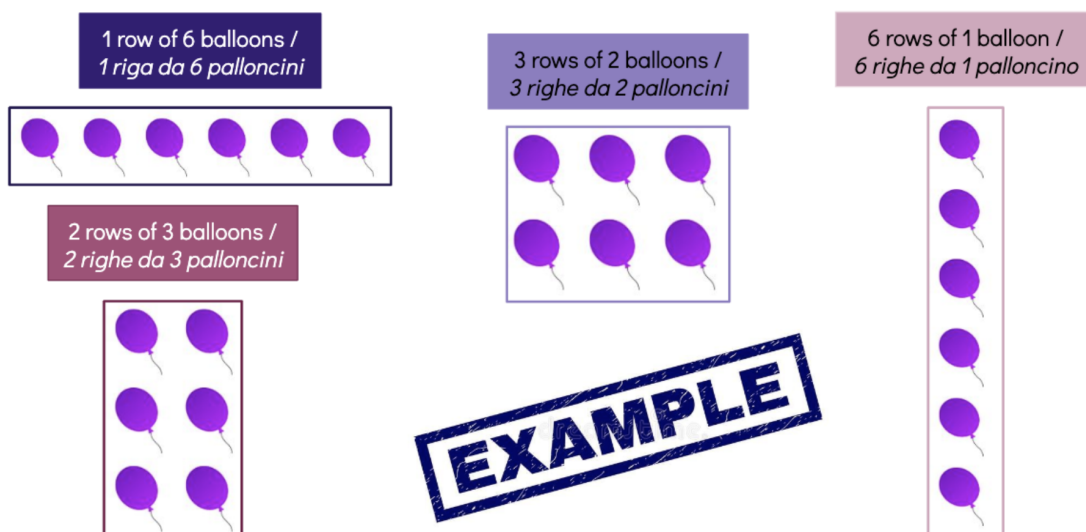 1 row of 6 balloons /
1 riga da 6 palloncini
3 rows of 2 balloons /
3 righe da 2 palloncini
6 rows of 1 balloon /
6 righe da 1 palloncino
2 rows of 3 balloons /
2 righe da 3 palloncini
EXAMPLE